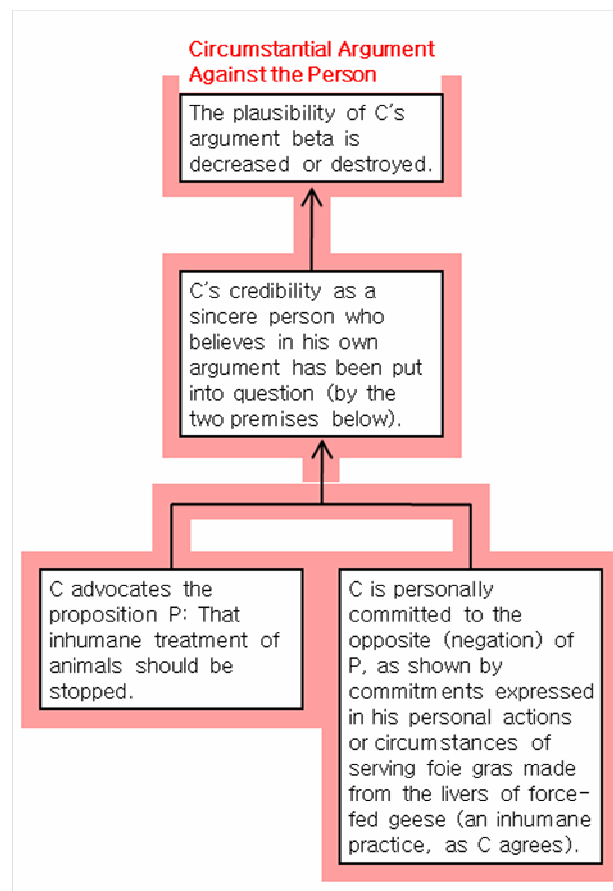 Circumstantial Argument
Against the Person
The plausibility of C's
argument beta is
decreased or destroyed.
C's credibility as a
sincere person who
believes in his own
argument has been put
into question (by the
two premises below).
C advocates the
proposition P: That
inhumane treatment of
animals should be
stopped.
C is personally
committed to the
opposite (negation) of
P, as shown by
commitments expressed
in his personal actions
or circumstances of
serving foie gras made
from the livers of force-
fed geese (an inhumane
practice, as C agrees).